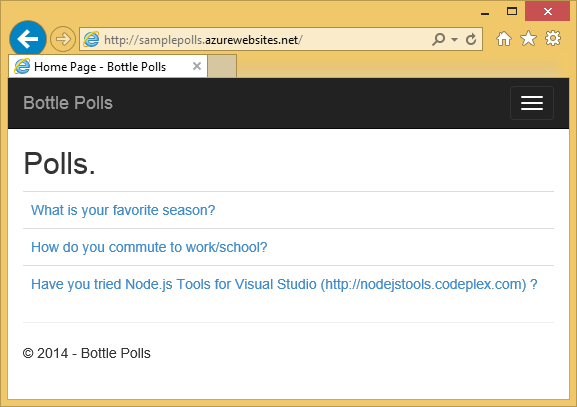 http://samplepolls.azurewebsites.net/
Home Page - Bottle Polls
Bottle Polls
Polls.
What is your favorite season?
How do you commute to work/school?
Have you tried Node.js Tools for Visual Studio (http://nodejstools.codeplex.com) ?
© 2014 - Bottle Polls